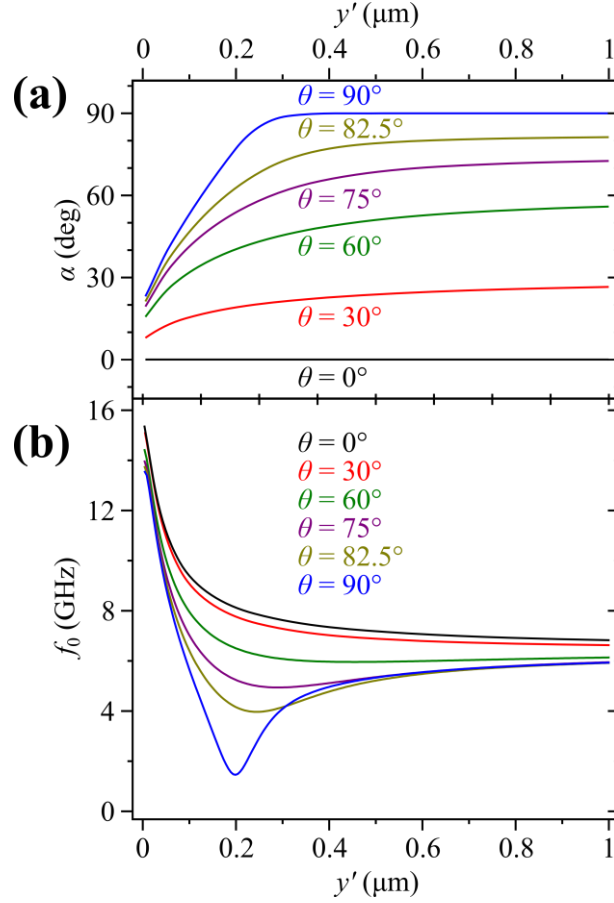 y′ (μm)
0 0.2 0.4 0.6 0.8 1
(a)
90
60
30
0
α (deg)
θ = 90°
θ = 82.5°
θ = 75°
θ = 60°
θ = 30°
θ = 0°
(b)
16
12
8
4
0
f₀ (GHz)
θ = 0°
θ = 30°
θ = 60°
θ = 75°
θ = 82.5°
θ = 90°
0 0.2 0.4 0.6 0.8 1
y′ (μm)